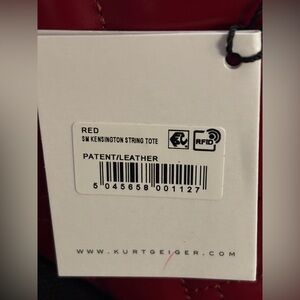 RED
SM KENSINGTON STRING TOTE
RFID
PATENT/LEATHER
5 045658 001127
WWW.KURTGEIGER.COM